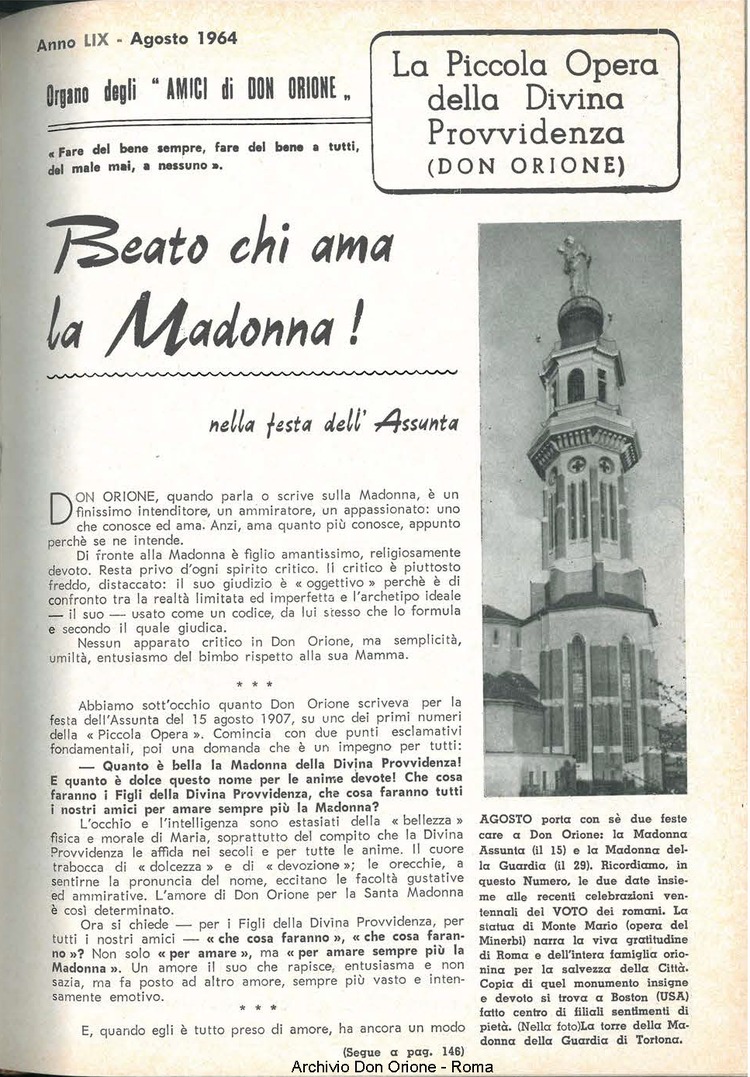 Anno LIX - Agosto 1964
Organo degli " AMICI di DON ORIONE „
« Fare del bene sempre, fare del bene a tutti,
del male mai, a nessuno ».
La Piccola Opera
della Divina
Provvidenza
(DON ORIONE)
Beato chi ama
la Madonna !
nella festa dell' Assunta
DON ORIONE, quando parla o scrive sulla Madonna, è un
finissimo intenditore, un ammiratore, un appassionato: uno
che conosce ed ama. Anzi, ama quanto più conosce, appunto
perchè se ne intende.
Di fronte alla Madonna è figlio amantissimo, religiosamente
devoto. Resta privo d'ogni spirito critico. Il critico è piuttosto
freddo, distaccato: il suo giudizio è « oggettivo » perchè è di
confronto tra la realtà limitata ed imperfetta e l'archetipo ideale
— il suo — usato come un codice, da lui stesso che lo formula
e secondo il quale giudica.
Nessun apparato critico in Don Orione, ma semplicità,
umiltà, entusiasmo del bimbo rispetto alla sua Mamma.
* * *
Abbiamo sott'occhio quanto Don Orione scriveva per la
festa dell'Assunta del 15 agosto 1907, su uno dei primi numeri
della « Piccola Opera ». Comincia con due punti esclamativi
fondamentali, poi una domanda che è un impegno per tutti:
— Quanto è bella la Madonna della Divina Provvidenza!
E quanto è dolce questo nome per le anime devote! Che cosa
faranno i Figli della Divina Provvidenza, che cosa faranno tutti
i nostri amici per amare sempre più la Madonna?
L'occhio e l'intelligenza sono estasiati della « bellezza »
fisica e morale di Maria, soprattutto del compito che la Divina
Provvidenza le affida nei secoli e per tutte le anime. Il cuore
trabocca di « dolcezza » e di « devozione »; le orecchie, a
sentirne la pronuncia del nome, eccitano le facoltà gustative
ed ammirative. L'amore di Don Orione per la Santa Madonna
è così determinato.
Ora si chiede — per i Figli della Divina Provvidenza, per
tutti i nostri amici — « che cosa faranno », « che cosa faran-
no »? Non solo « per amare », ma « per amare sempre più la
Madonna ». Un amore il suo che rapisce, entusiasma e non
sazia, ma fa posto ad altro amore, sempre più vasto e inten-
samente emotivo.
* * *
E, quando egli è tutto preso di amore, ha ancora un modo
(Segue a pag. 146)
AGOSTO porta con sè due feste
care a Don Orione: la Madonna
Assunta (il 15) e la Madonna del-
la Guardia (il 29). Ricordiamo, in
questo Numero, le due date insie-
me alle recenti celebrazioni ven-
tennali del VOTO dei romani. La
statua di Monte Mario (opera del
Minerbi) narra la viva gratitudine
di Roma e dell'intera famiglia orio-
nina per la salvezza della Città.
Copia di quel monumento insigne
e devoto si trova a Boston (USA)
fatto centro di filiali sentimenti di
pietà. (Nella foto)La torre della Ma-
donna della Guardia di Tortona.
Archivio Don Orione - Roma